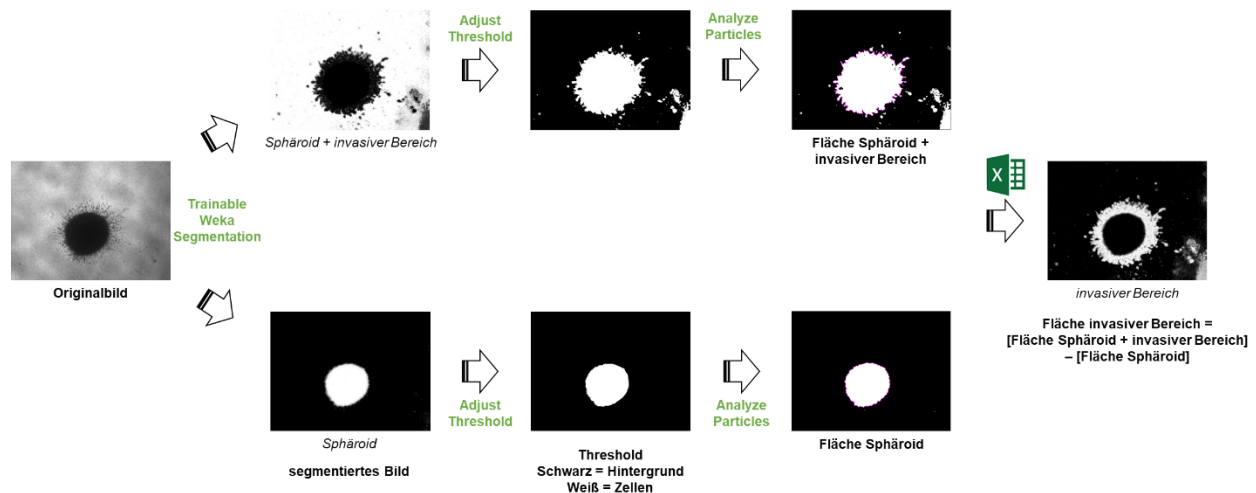 Originalbild
Trainable
Weka
Segmentation
Sphäroid + invasiver Bereich
Adjust
Threshold
Analyze
Particles
Fläche Sphäroid +
invasiver Bereich
Sphäroid
segmentiertes Bild
Adjust
Threshold
Threshold
Schwarz = Hintergrund
Weiß = Zellen
Analyze
Particles
Fläche Sphäroid
X
invasiver Bereich
Fläche invasiver Bereich =
[Fläche Sphäroid + invasiver Bereich]
– [Fläche Sphäroid]